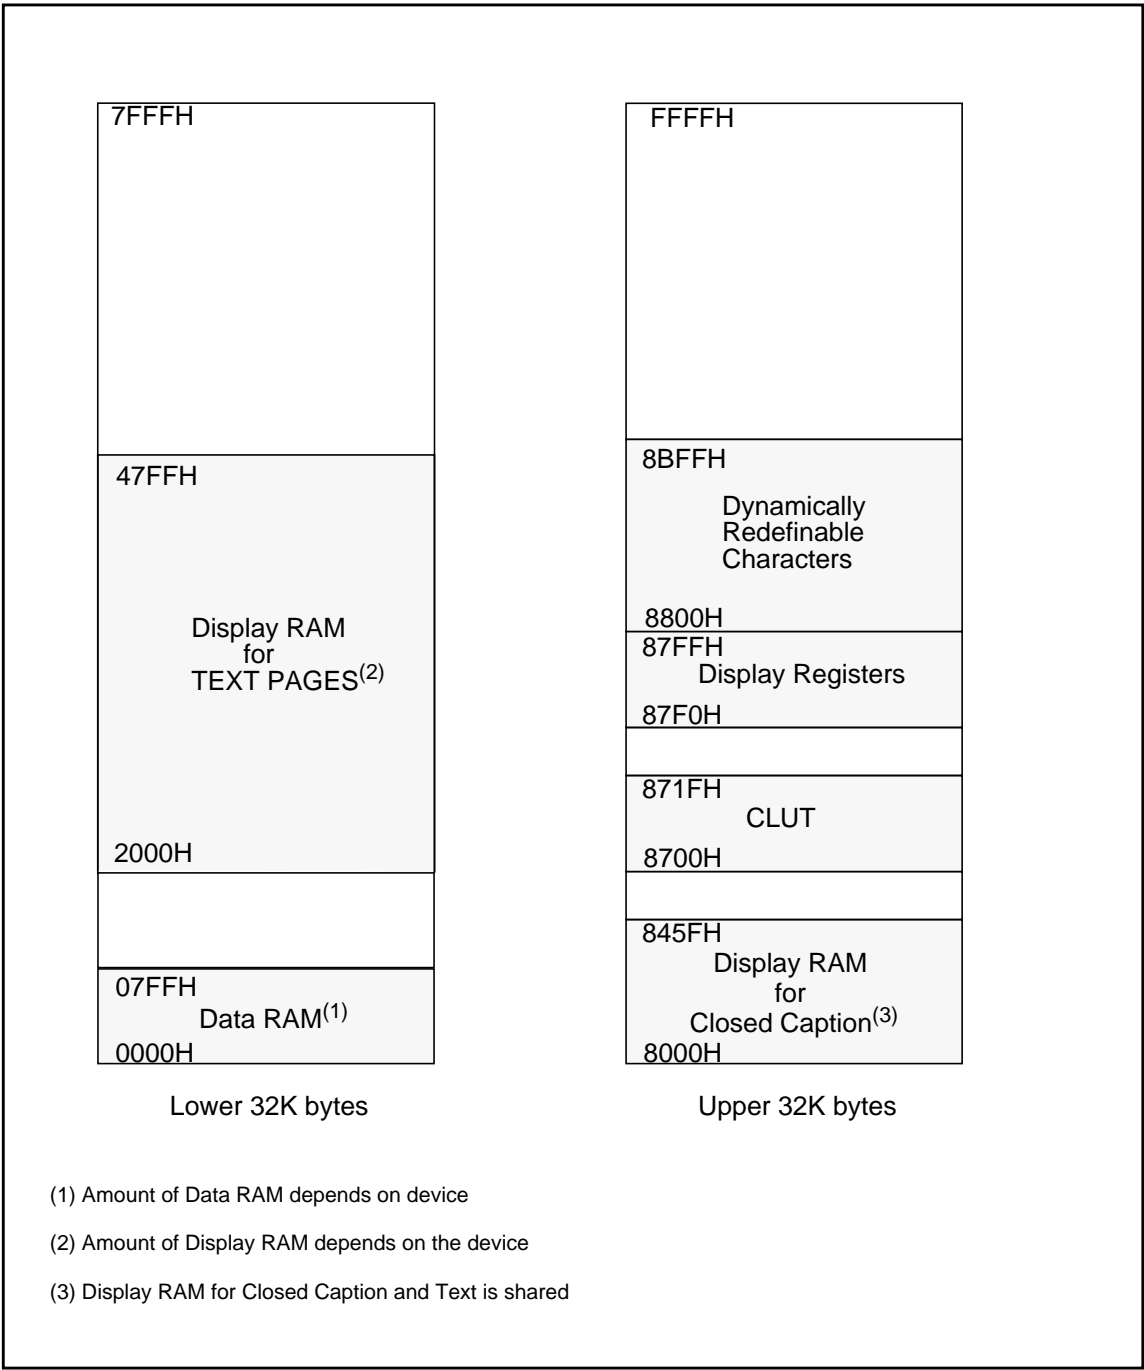 7FFFH
47FFH
Display RAM
for
TEXT PAGES(2)
2000H
07FFH
Data RAM(1)
0000H
Lower 32K bytes
FFFFH
8BFFH
Dynamically
Redefinable
Characters
8800H
87FFH
Display Registers
87F0H
871FH
CLUT
8700H
845FH
Display RAM
for
Closed Caption(3)
8000H
Upper 32K bytes
(1) Amount of Data RAM depends on device
(2) Amount of Display RAM depends on the device
(3) Display RAM for Closed Caption and Text is shared